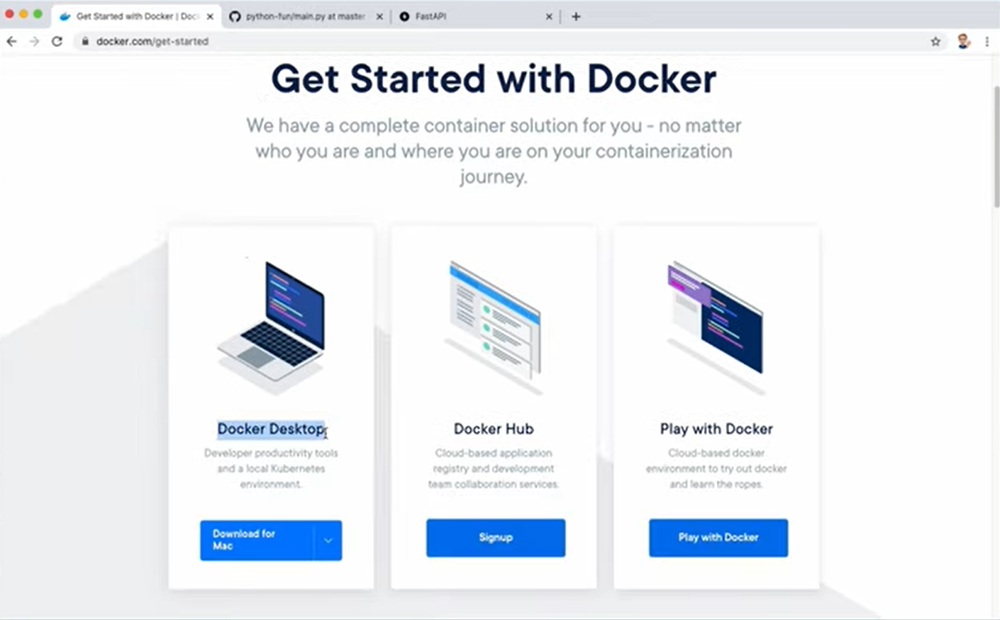 Get Started with Docker | Doc
python-fun/main.py at master
FastAPI
docker.com/get-started
Get Started with Docker
We have a complete container solution for you - no matter
who you are and where you are on your containerization
journey.
Docker Desktop
Developer productivity tools
and a local Kubernetes
environment.
Download for
Mac
Docker Hub
Cloud-based application
registry and development
team collaboration services.
Signup
Play with Docker
Cloud-based docker
environment to try out docker
and learn the ropes.
Play with Docker